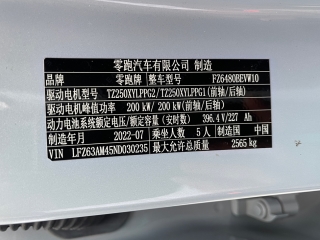 零跑汽车有限公司 制造
品牌 零跑牌 整车型号 FZ6480BEVW10
驱动电机型号 TZ250XYLPPG2/TZ250XYLPPG1(前轴/后轴)
驱动电机峰值功率 200 kW/ 200 kW(前轴/后轴)
动力电池系统额定电压/额定容量(安时数) 396.4 V/227 Ah
制造年月 2022-07 乘坐人数 5 人 制造国 中国
VIN LFZ63AM45ND030235 最大允许总质量 2565 kg